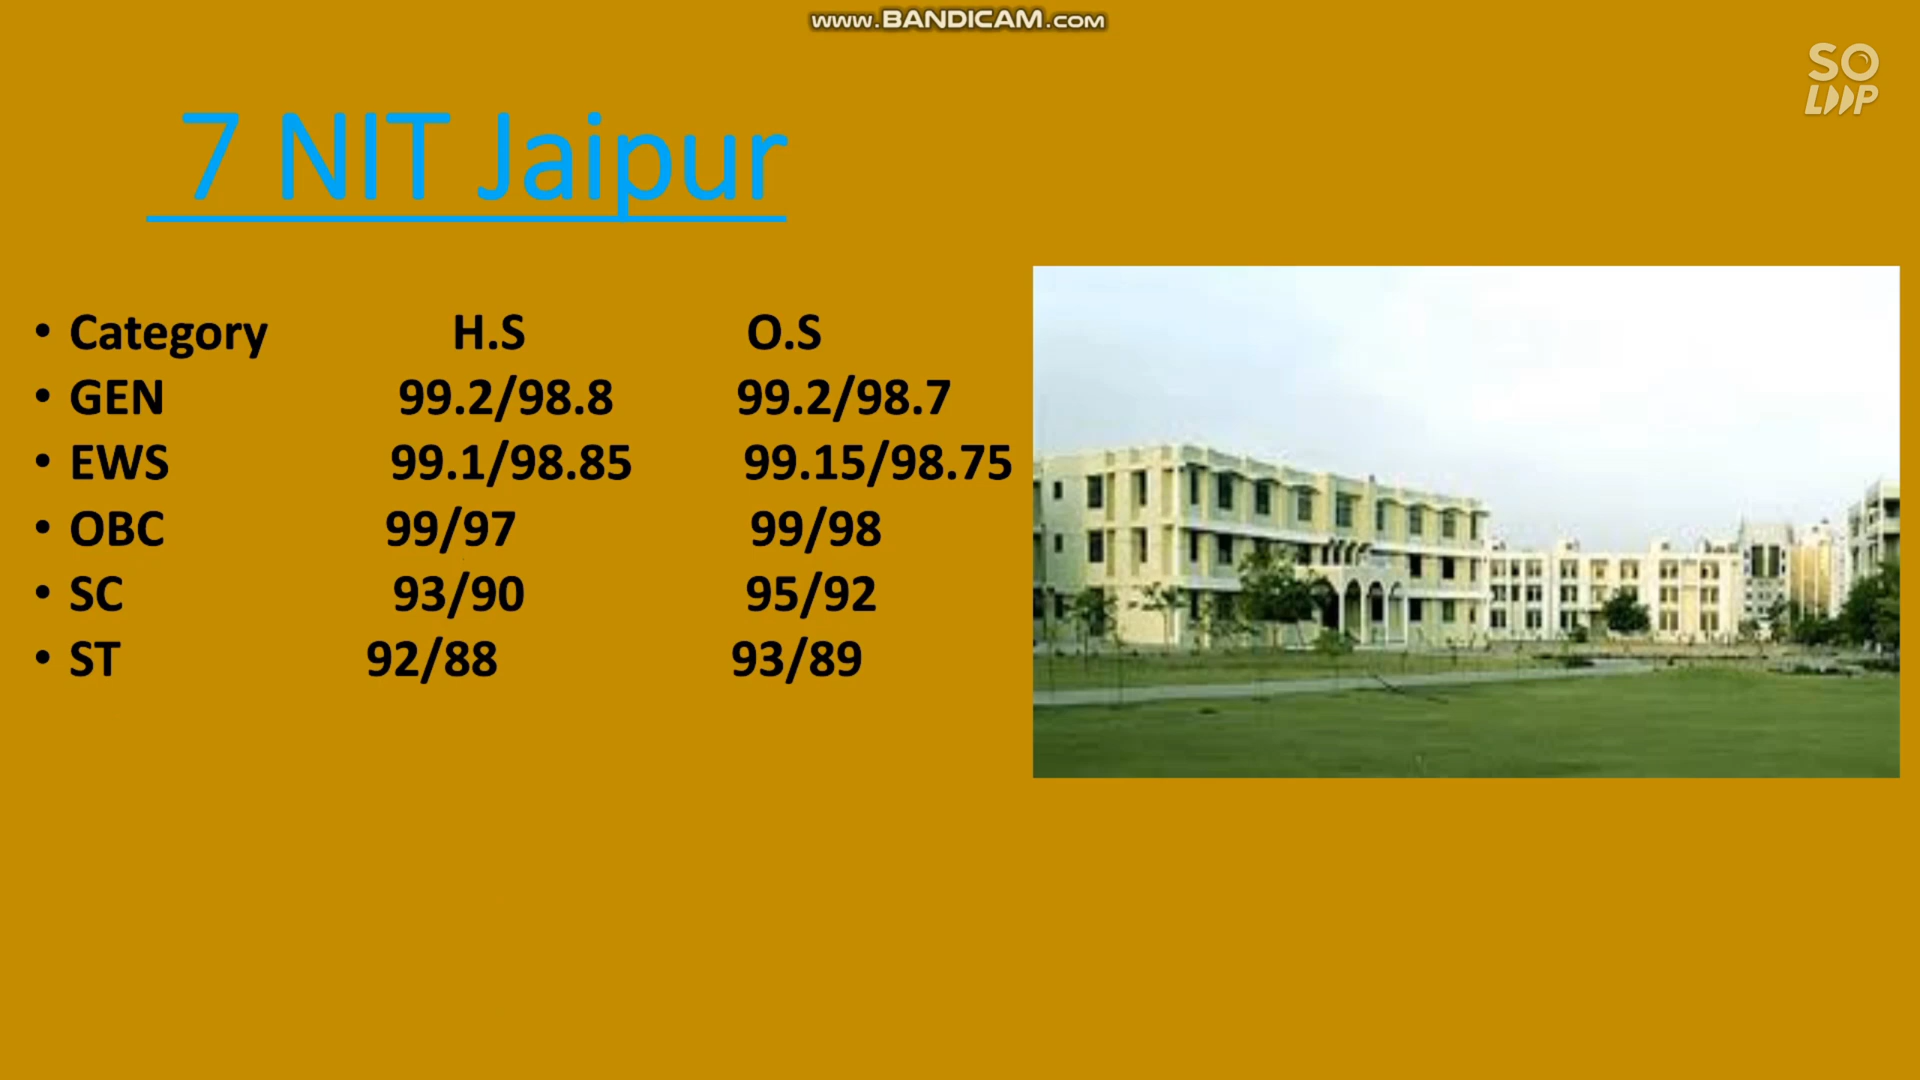 www.BANDICAM.com
SO
LOOP
7 NIT Jaipur
• Category H.S O.S
• GEN 99.2/98.8 99.2/98.7
• EWS 99.1/98.85 99.15/98.75
• OBC 99/97 99/98
• SC 93/90 95/92
• ST 92/88 93/89